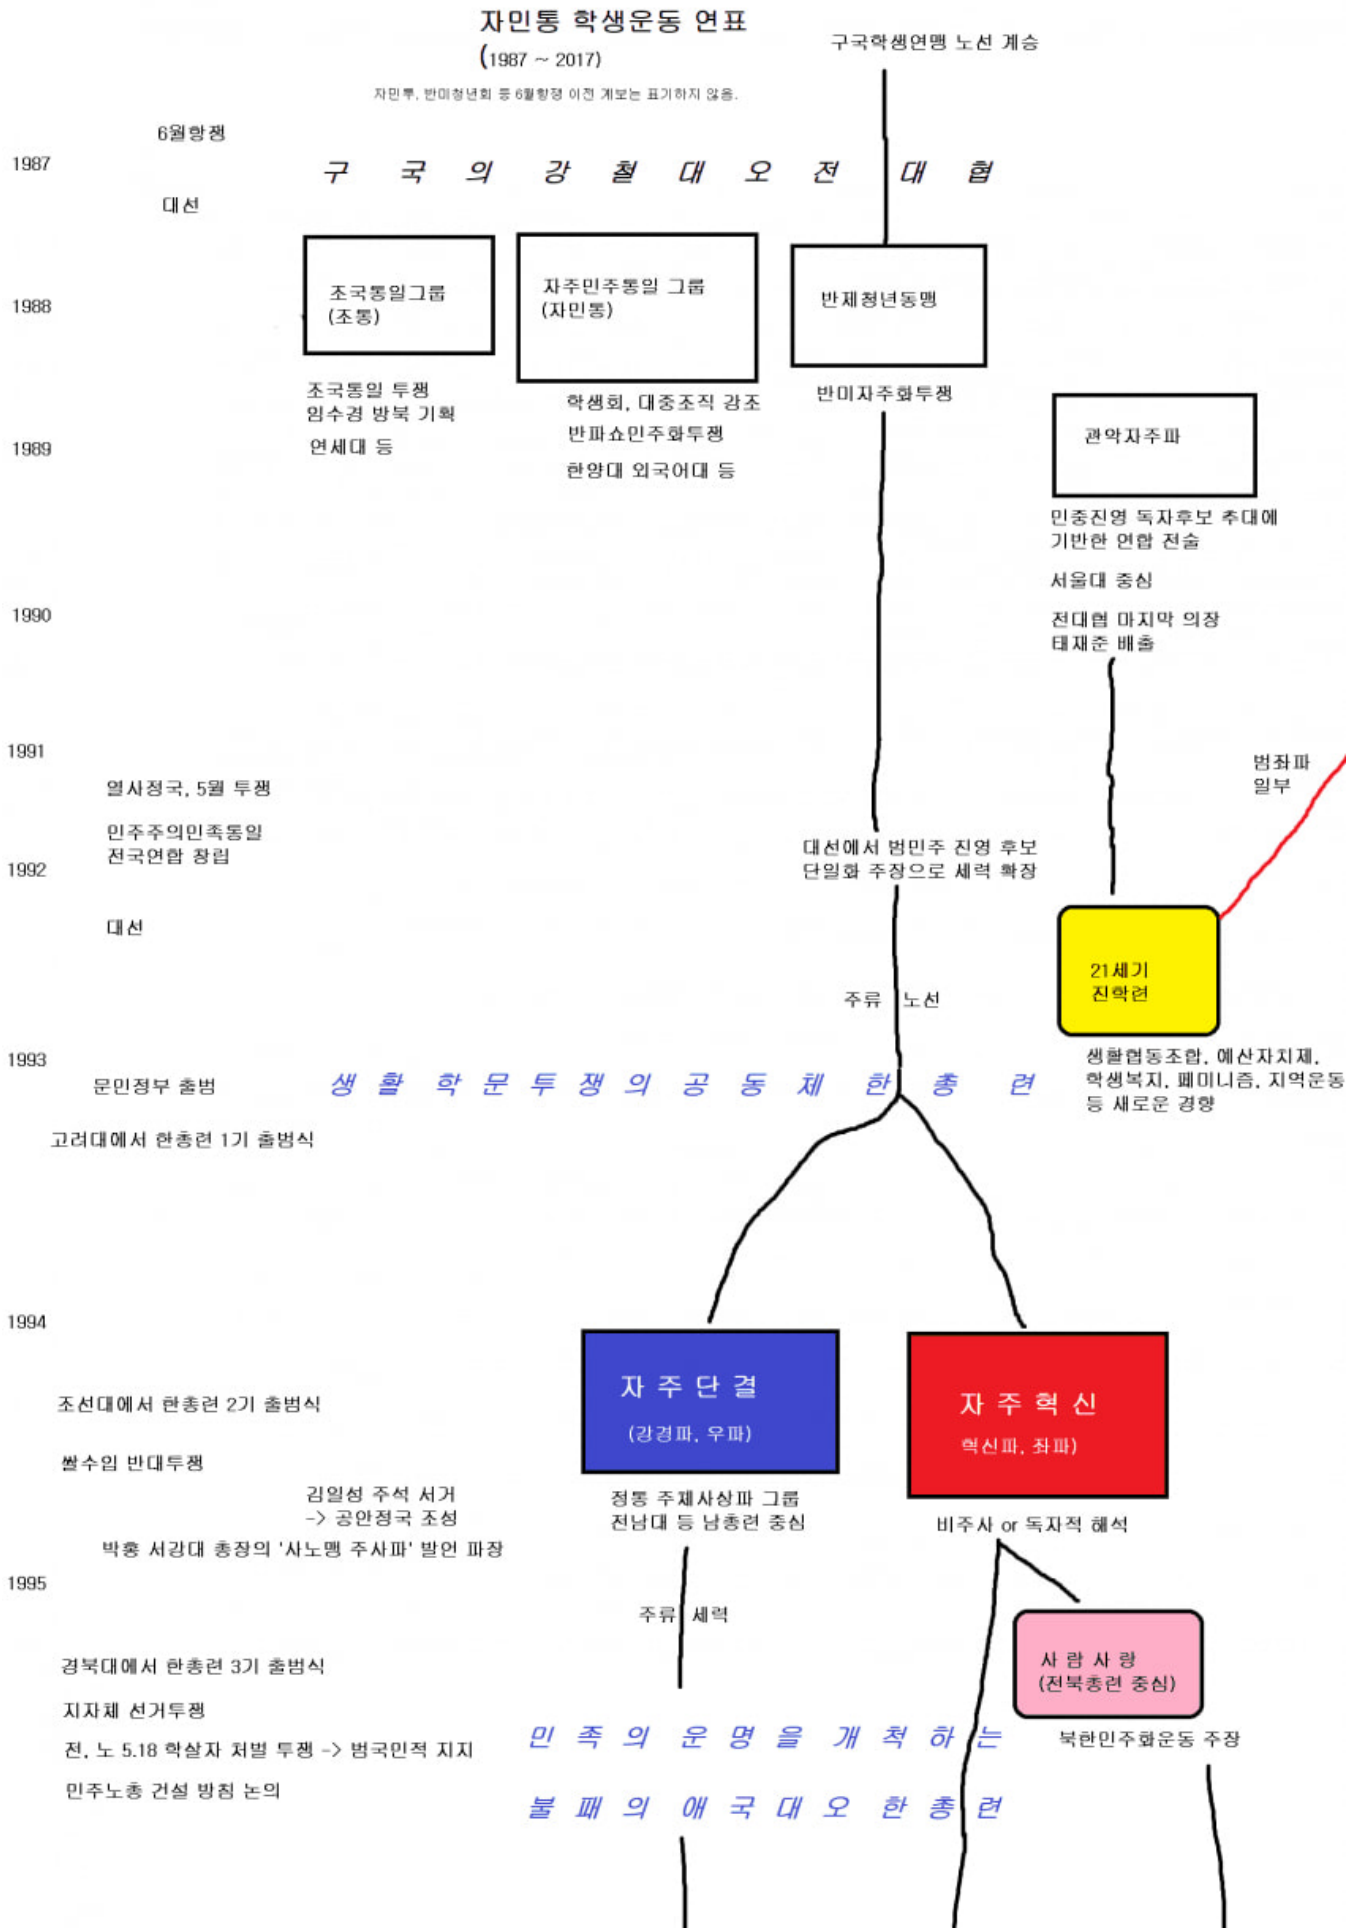 자민통 학생운동 연표
(1987 ~ 2017)
구국학생연맹 노선 계승
자민투, 반미청년회 등 6월항쟁 이전 계보는 표기하지 않음.
6월항쟁
1987
구국의 강철대오 전대협
대선
1988
조국통일그룹
(조통)
자주민주통일 그룹
(자민통)
반제청년동맹
조국통일 투쟁
임수경 방북 기획
연세대 등
학생회, 대중조직 강조
반파쇼민주화투쟁
한양대 외국어대 등
반미자주화투쟁
1989
관악자주파
민중진영 독자후보 추대에
기반한 연합 전술
서울대 중심
전대협 마지막 의장
태재준 배출
1990
1991
범좌파
일부
열사정국, 5월 투쟁
민주주의민족통일
전국연합 창립
1992
대선에서 범민주 진영 후보
단일화 주장으로 세력 확장
대선
21세기
진학련
주류 노선
생활협동조합, 예산자치제,
학생복지, 페미니즘, 지역운동
등 새로운 경향
1993
문민정부 출범
생활 학문 투쟁의 공동체 한총련
고려대에서 한총련 1기 출범식
1994
자주단결
(강경파, 우파)
자주혁신
혁신파, 좌파)
조선대에서 한총련 2기 출범식
쌀수입 반대투쟁
김일성 주석 서거
-> 공안정국 조성
박홍 서강대 총장의 '사노맹 주사파' 발언 파장
정통 주체사상파 그룹
전남대 등 남총련 중심
비주사 or 독자적 해석
1995
주류 세력
사람사랑
(전북총련 중심)
북한민주화운동 주장
경북대에서 한총련 3기 출범식
지자체 선거투쟁
전, 노 5.18 학살자 처벌 투쟁 -> 범국민적 지지
민주노총 건설 방침 논의
민족의 운명을 개척하는
불패의 애국대오 한총련